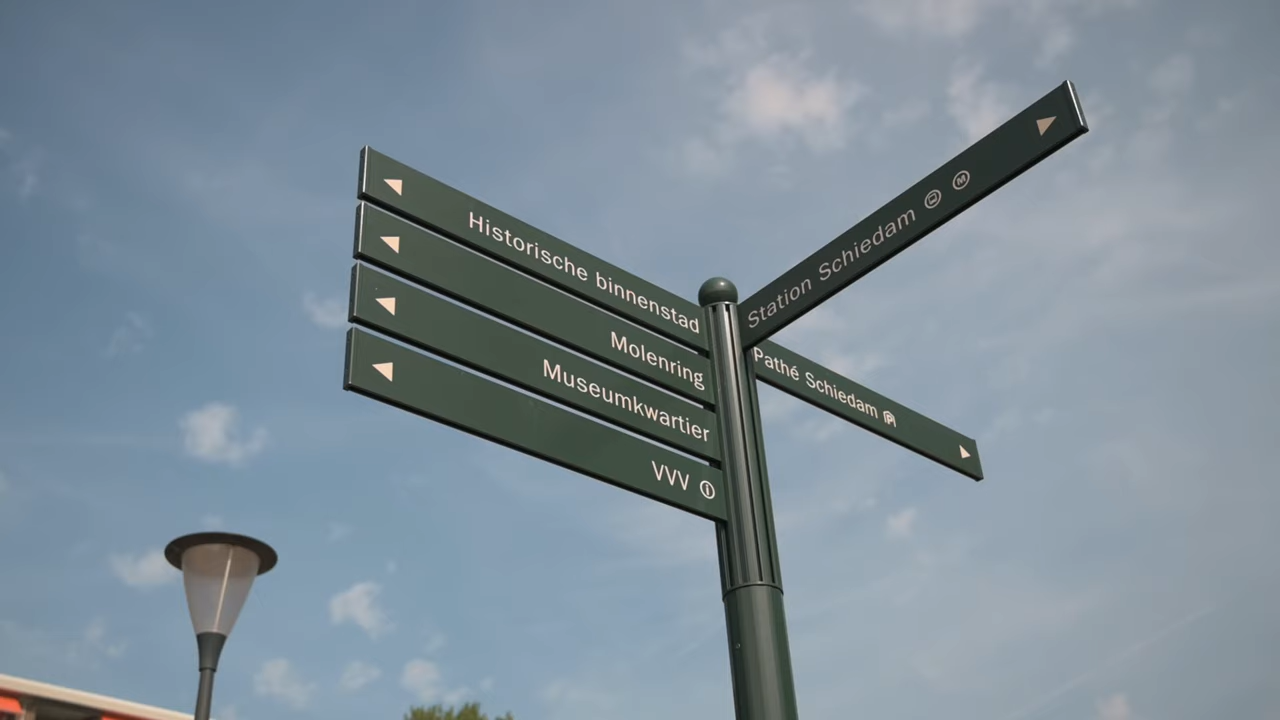 Historische binnenstad
Molenring
Museumkwartier
VVV i
Station Schiedam M
Pathé Schiedam P